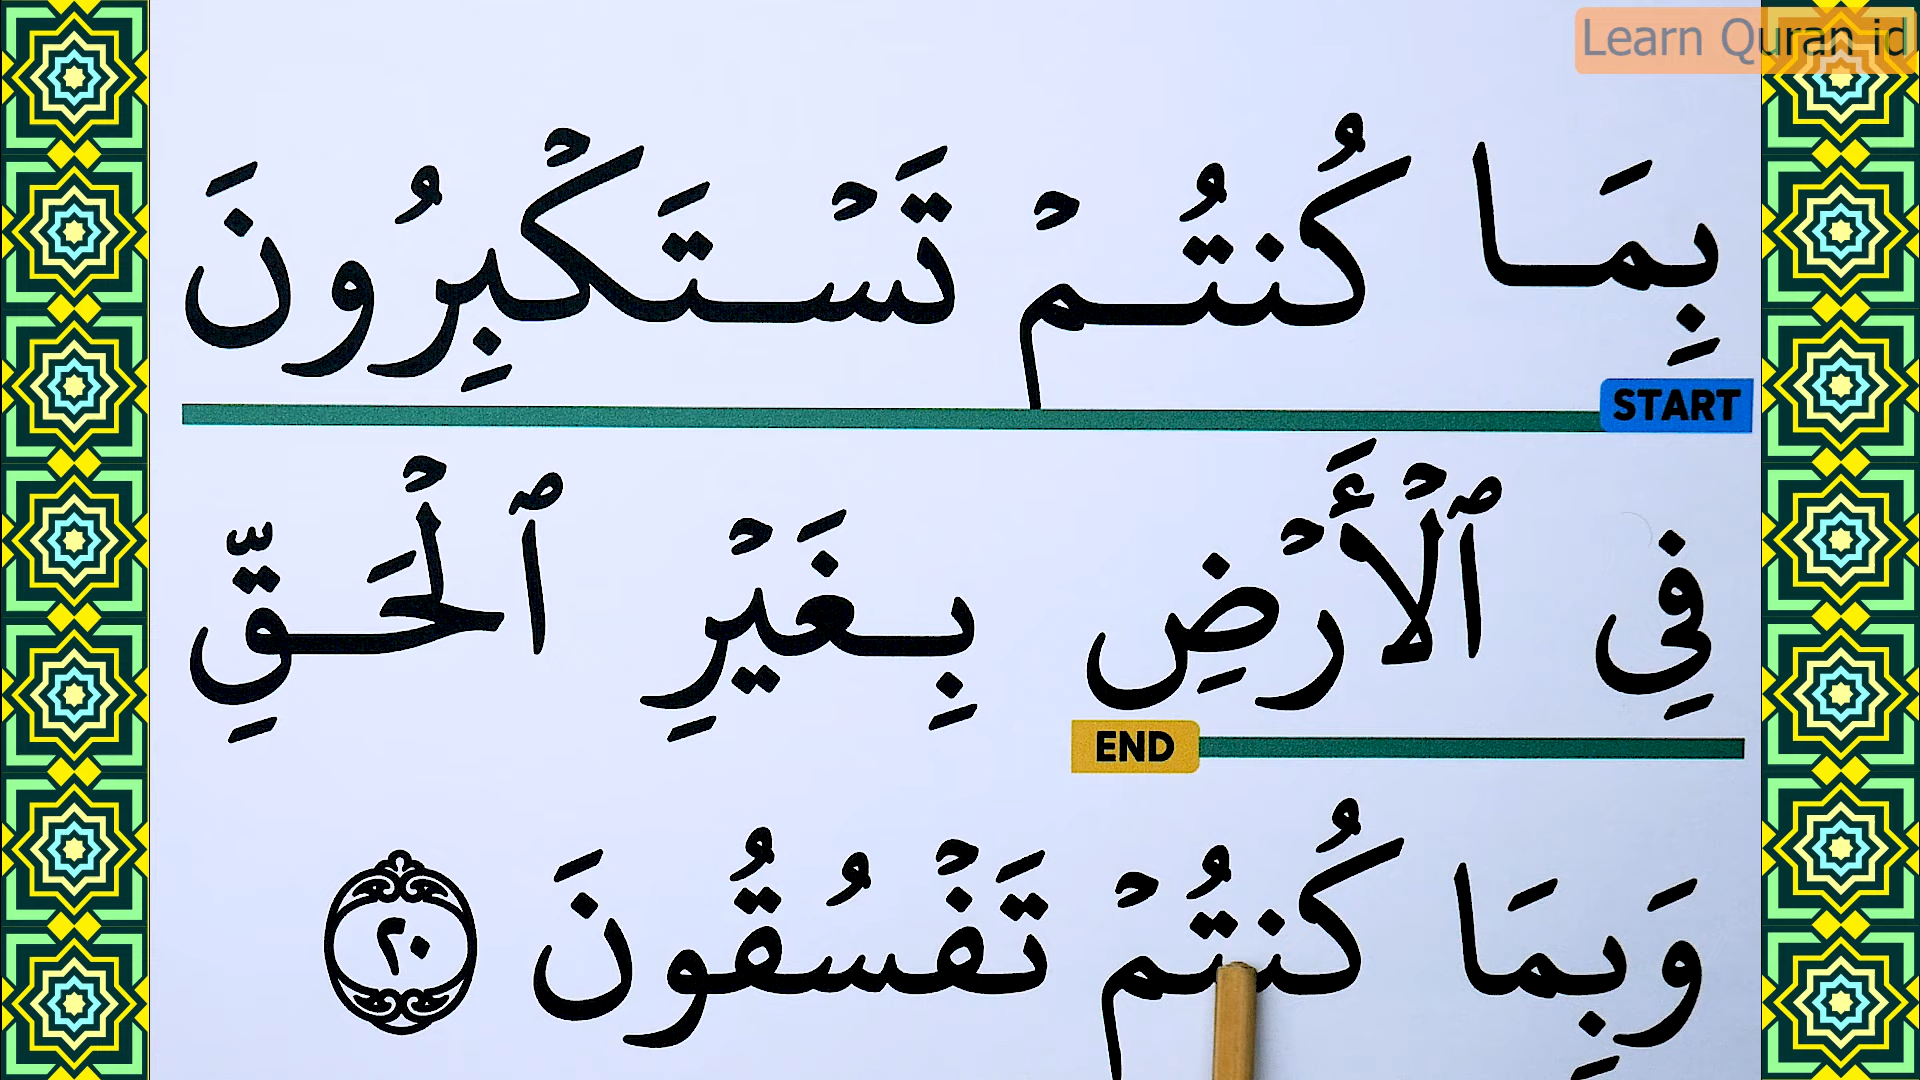 Learn Quran id
بِمَا كُنتُمْ تَسْتَكْبِرُونَ
START
فِي ٱلْأَرْضِ بِغَيْرِ ٱلْحَقِّ
END
وَبِمَا كُنتُمْ تَفْسُقُونَ ٢٠